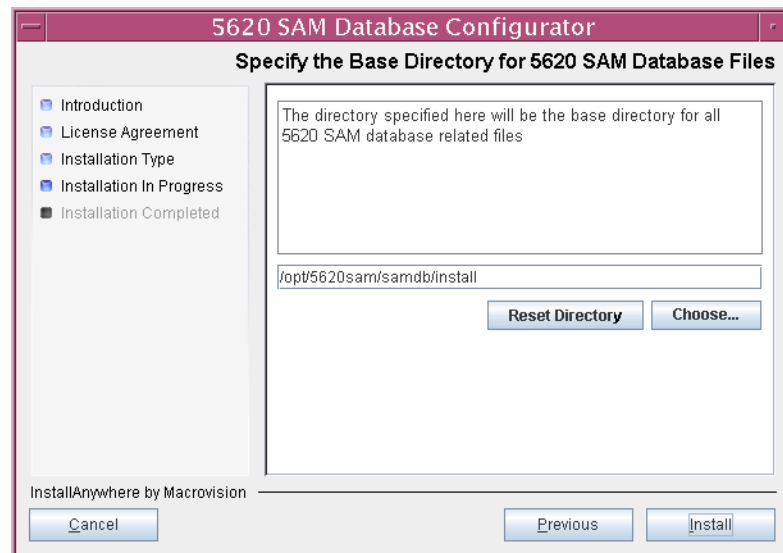 5620 SAM Database Configurator
Specify the Base Directory for 5620 SAM Database Files
Introduction
License Agreement
Installation Type
Installation In Progress
Installation Completed
The directory specified here will be the base directory for all
5620 SAM database related files
/opt/5620sam/samdb/install
Reset Directory
Choose...
InstallAnywhere by Macrovision
Cancel
Previous
Install